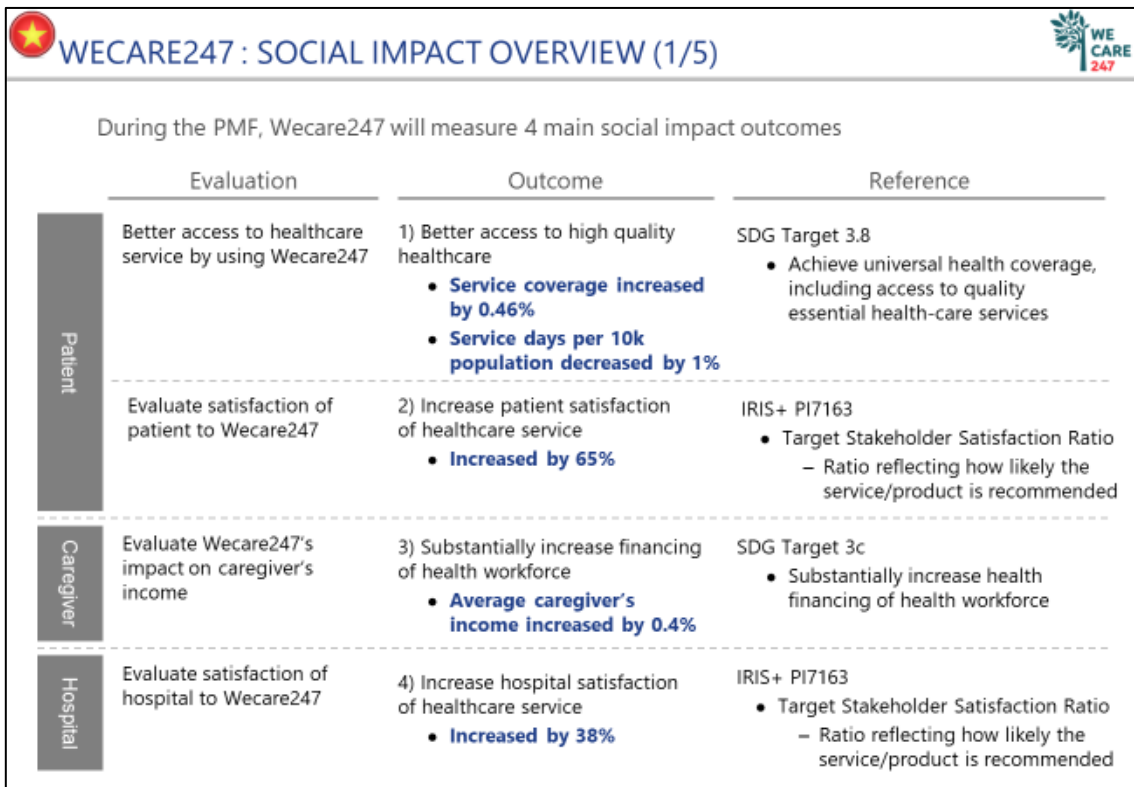 WECARE247 : SOCIAL IMPACT OVERVIEW (1/5)
WE
CARE
247
During the PMF, Wecare247 will measure 4 main social impact outcomes
Evaluation
Outcome
Reference
Patient
Better access to healthcare
service by using Wecare247
1) Better access to high quality
healthcare
● Service coverage increased
by 0.46%
● Service days per 10k
population decreased by 1%
SDG Target 3.8
● Achieve universal health coverage,
including access to quality
essential health-care services
Evaluate satisfaction of
patient to Wecare247
2) Increase patient satisfaction
of healthcare service
● Increased by 65%
IRIS+ PI7163
● Target Stakeholder Satisfaction Ratio
– Ratio reflecting how likely the
service/product is recommended
Caregiver
Evaluate Wecare247's
impact on caregiver's
income
3) Substantially increase financing
of health workforce
● Average caregiver's
income increased by 0.4%
SDG Target 3c
● Substantially increase health
financing of health workforce
Hospital
Evaluate satisfaction of
hospital to Wecare247
4) Increase hospital satisfaction
of healthcare service
● Increased by 38%
IRIS+ PI7163
● Target Stakeholder Satisfaction Ratio
– Ratio reflecting how likely the
service/product is recommended